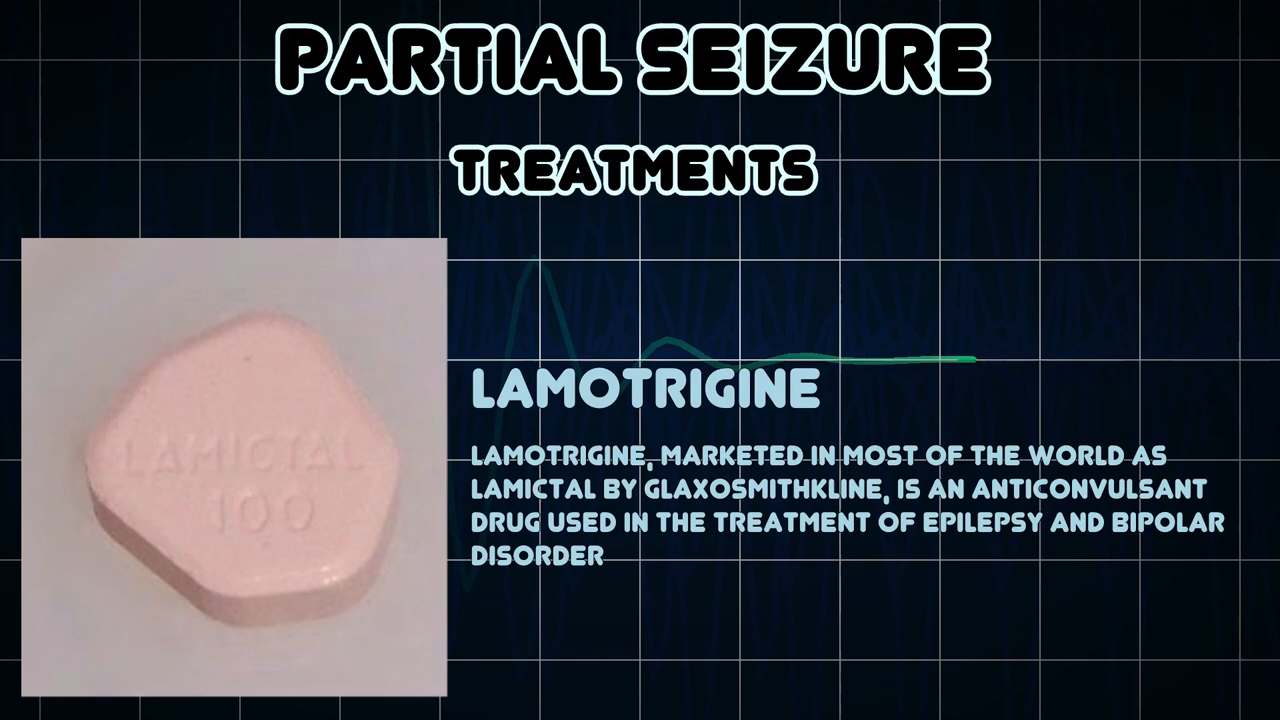 PARTIAL SEIZURE
TREATMENTS
LAMICTAL
100
LAMOTRIGINE
LAMOTRIGINE, MARKETED IN MOST OF THE WORLD AS
LAMICTAL BY GLAXOSMITHKLINE, IS AN ANTICONVULSANT
DRUG USED IN THE TREATMENT OF EPILEPSY AND BIPOLAR
DISORDER